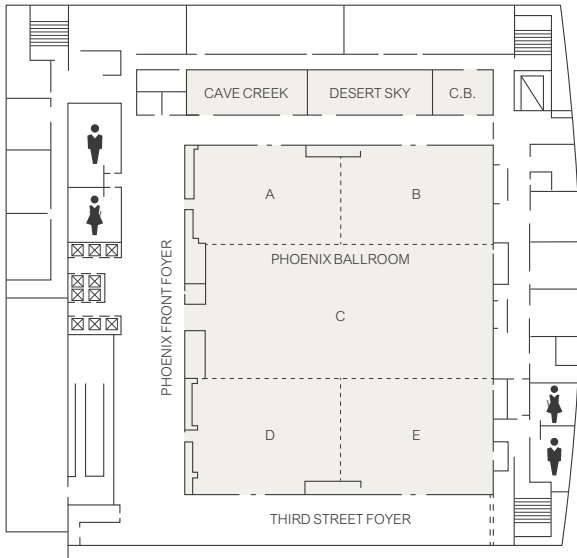 CAVE CREEK
DESERT SKY
C.B.
A
B
PHOENIX BALLROOM
PHOENIX FRONT FOYER
C
D
E
THIRD STREET FOYER